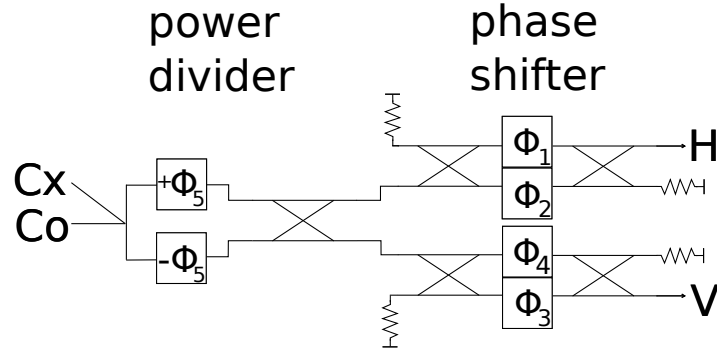 power divider
phase shifter
Cx
Co
+Φ5
-Φ5
Φ1
Φ2
Φ4
Φ3
H
V